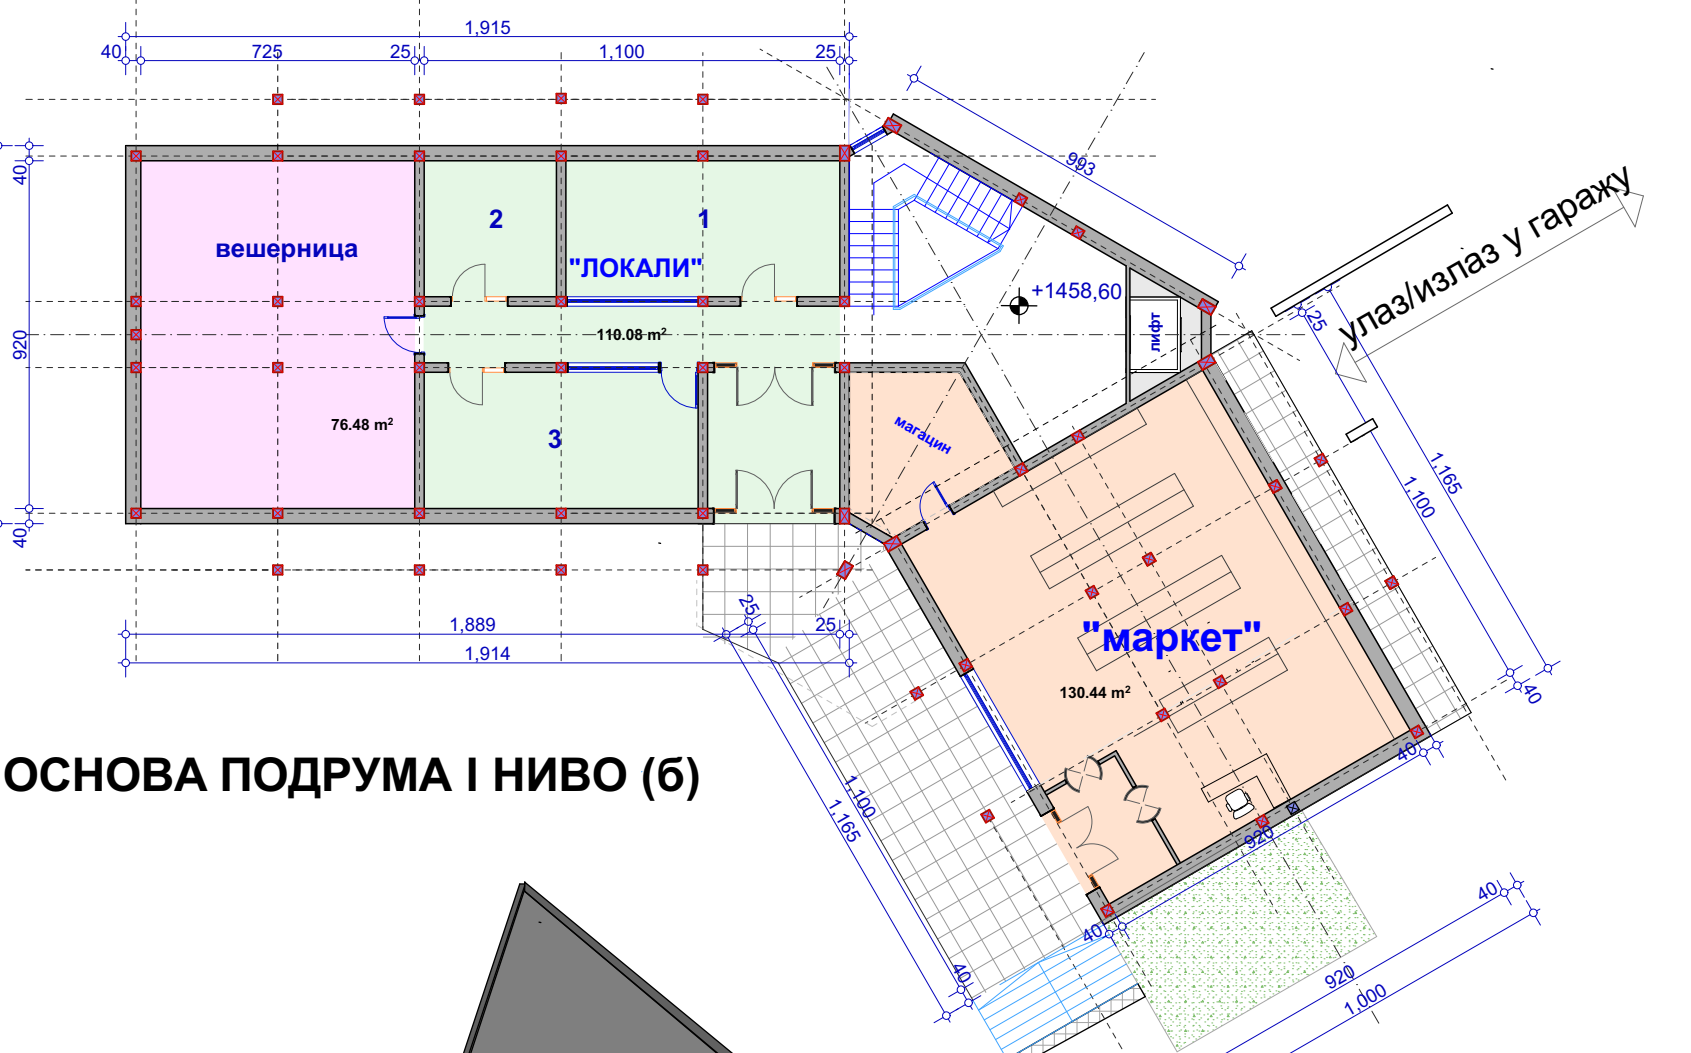 1,915
40 725 25 1,100 25
993
улаз/излаз у гаражу
40
2 1
вешерница
"ЛОКАЛИ"
+1458,60
лифт
25
110.08 m²
920
76.48 m²
3
магацин
1,165
1,100
40
25
1,889 25
1,914
"маркет"
130.44 m²
40
40
ОСНОВА ПОДРУМА I НИВО (б)
1,100
1,165
920
40
40
40
920
1,000